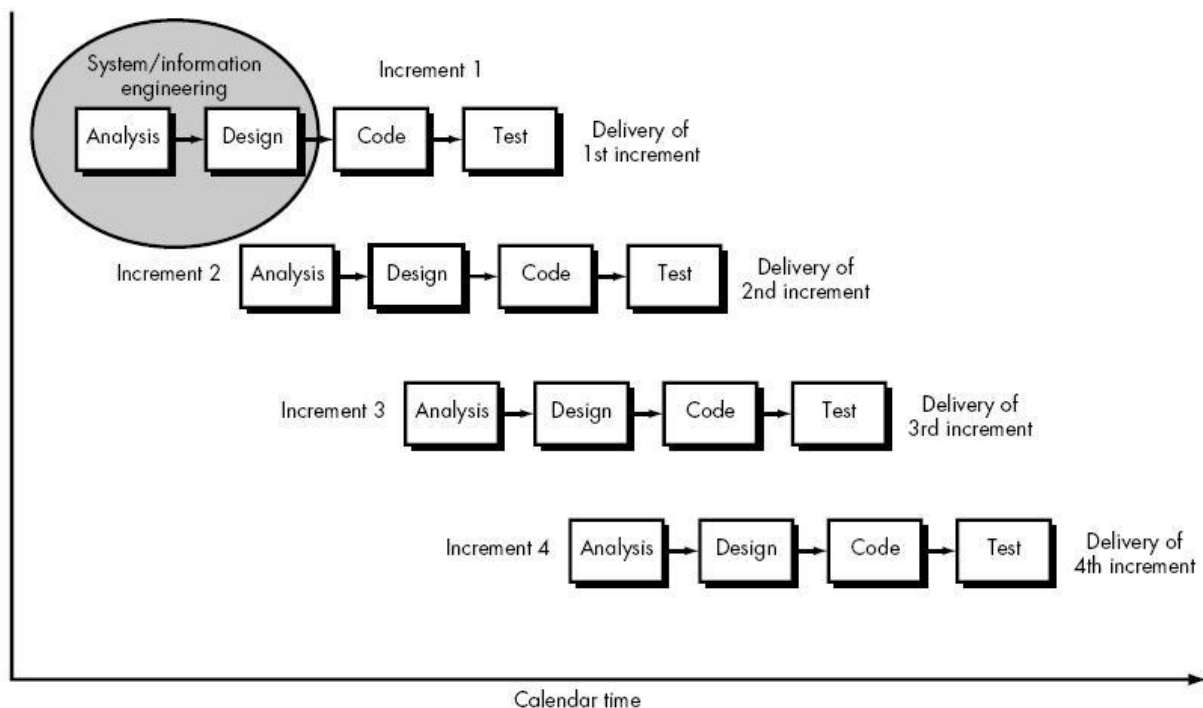 System/information
engineering
Increment 1
Analysis
Design
Code
Test
Delivery of
1st increment
Increment 2
Analysis
Design
Code
Test
Delivery of
2nd increment
Increment 3
Analysis
Design
Code
Test
Delivery of
3rd increment
Increment 4
Analysis
Design
Code
Test
Delivery of
4th increment
Calendar time